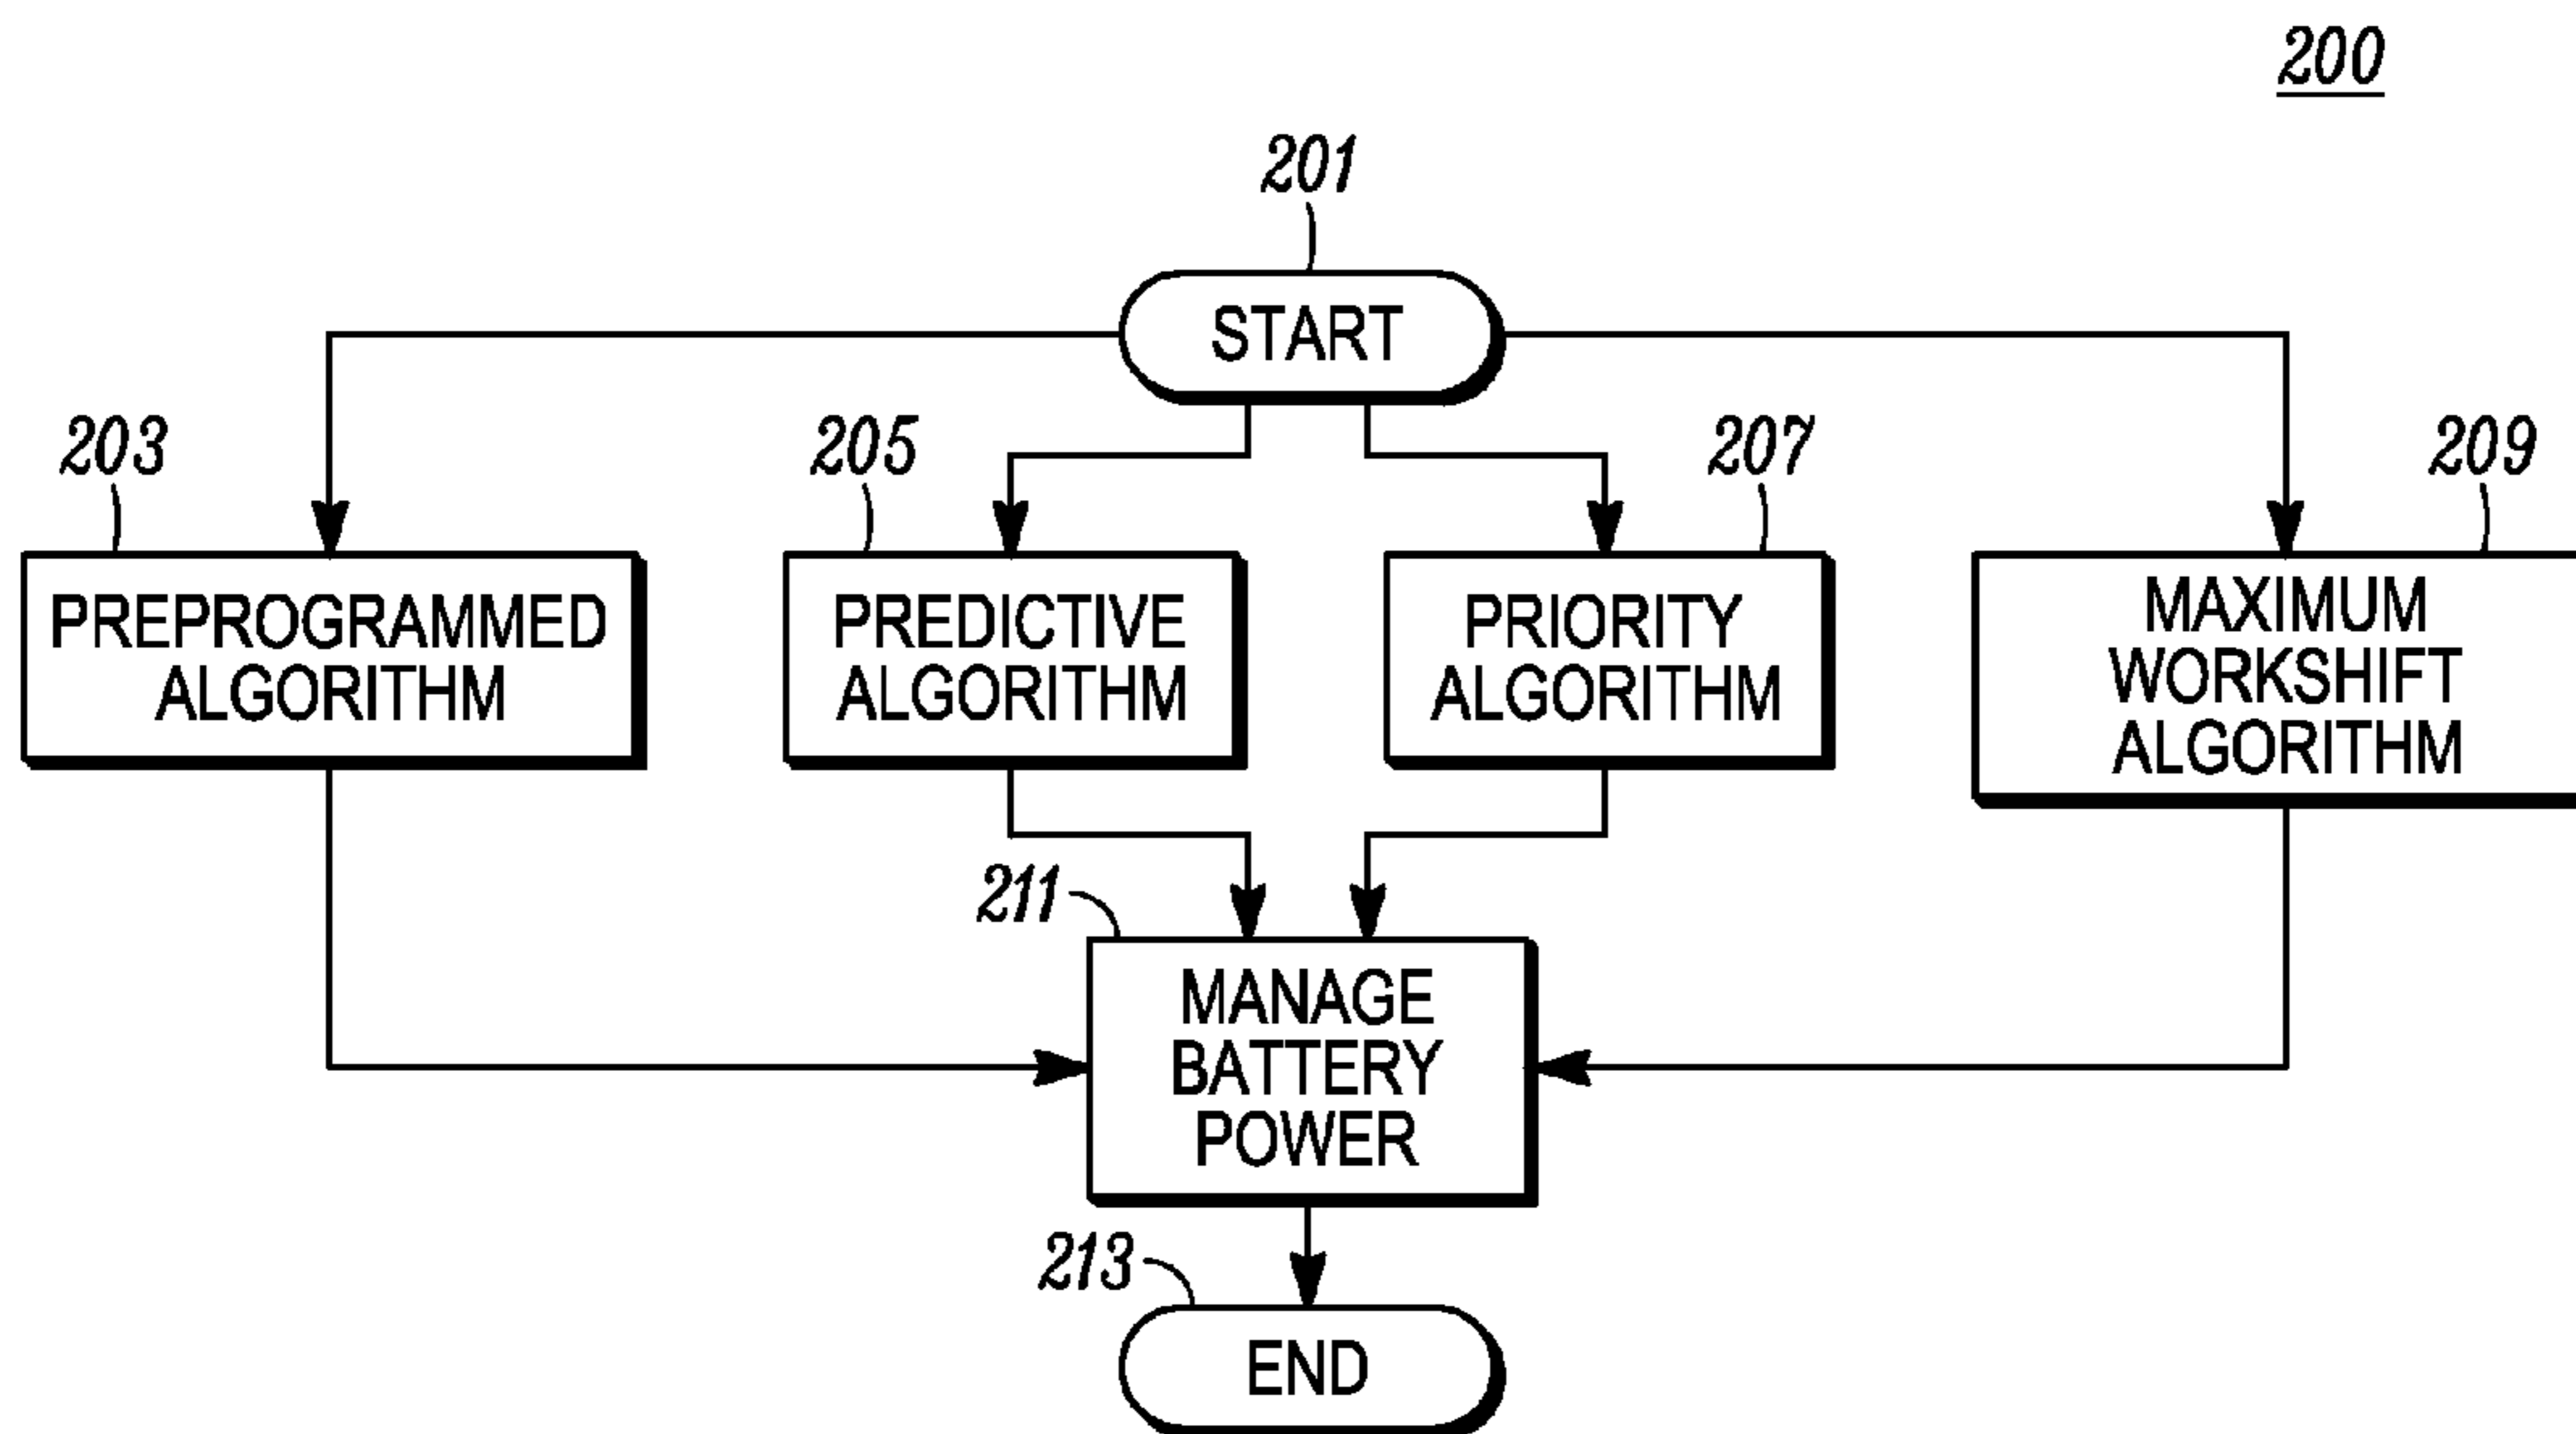 200
201
START
203
205
207
209
PREPROGRAMMED
ALGORITHM
PREDICTIVE
ALGORITHM
PRIORITY
ALGORITHM
MAXIMUM
WORKSHIFT
ALGORITHM
211
MANAGE
BATTERY
POWER
213
END